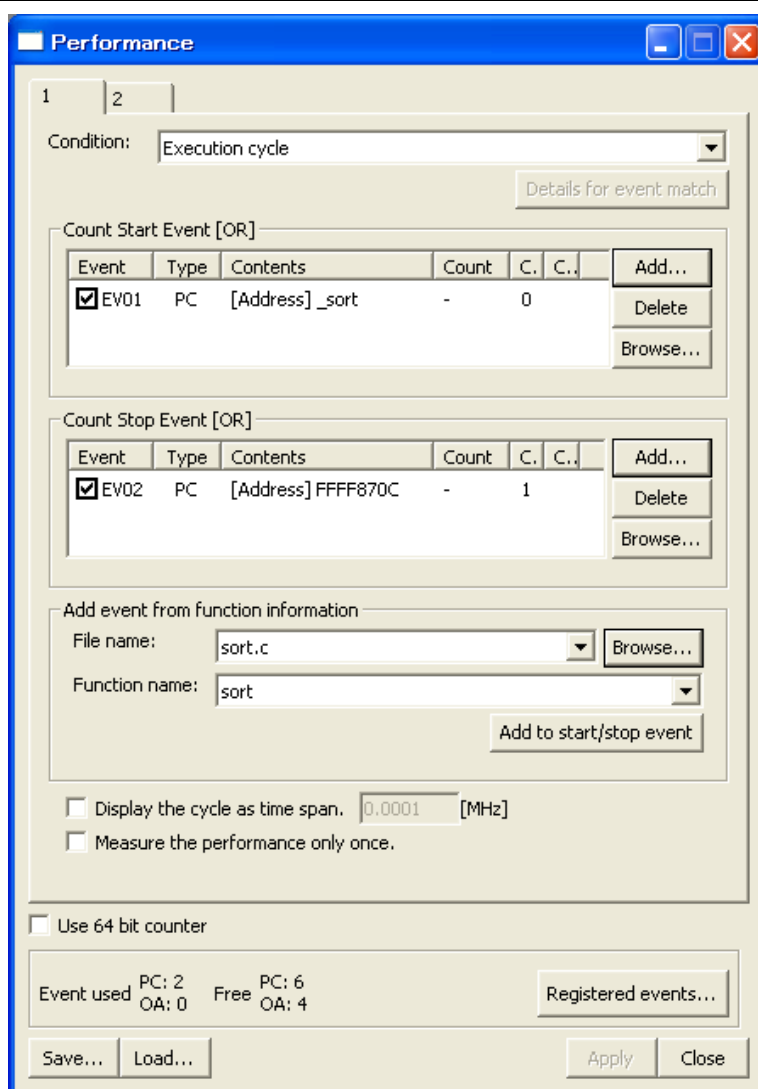 Performance
1 2
Condition: Execution cycle
Details for event match
Count Start Event [OR]
Event Type Contents Count C. C.. Add...
EV01 PC [Address] _sort - 0
Delete
Browse...
Count Stop Event [OR]
Event Type Contents Count C. C.. Add...
EV02 PC [Address] FFFF870C - 1
Delete
Browse...
Add event from function information
File name: sort.c Browse...
Function name: sort
Add to start/stop event
Display the cycle as time span. 0.0001 [MHz]
Measure the performance only once.
Use 64 bit counter
Event used PC: 2 Free PC: 6
OA: 0 OA: 4
Registered events...
Save... Load... Apply Close